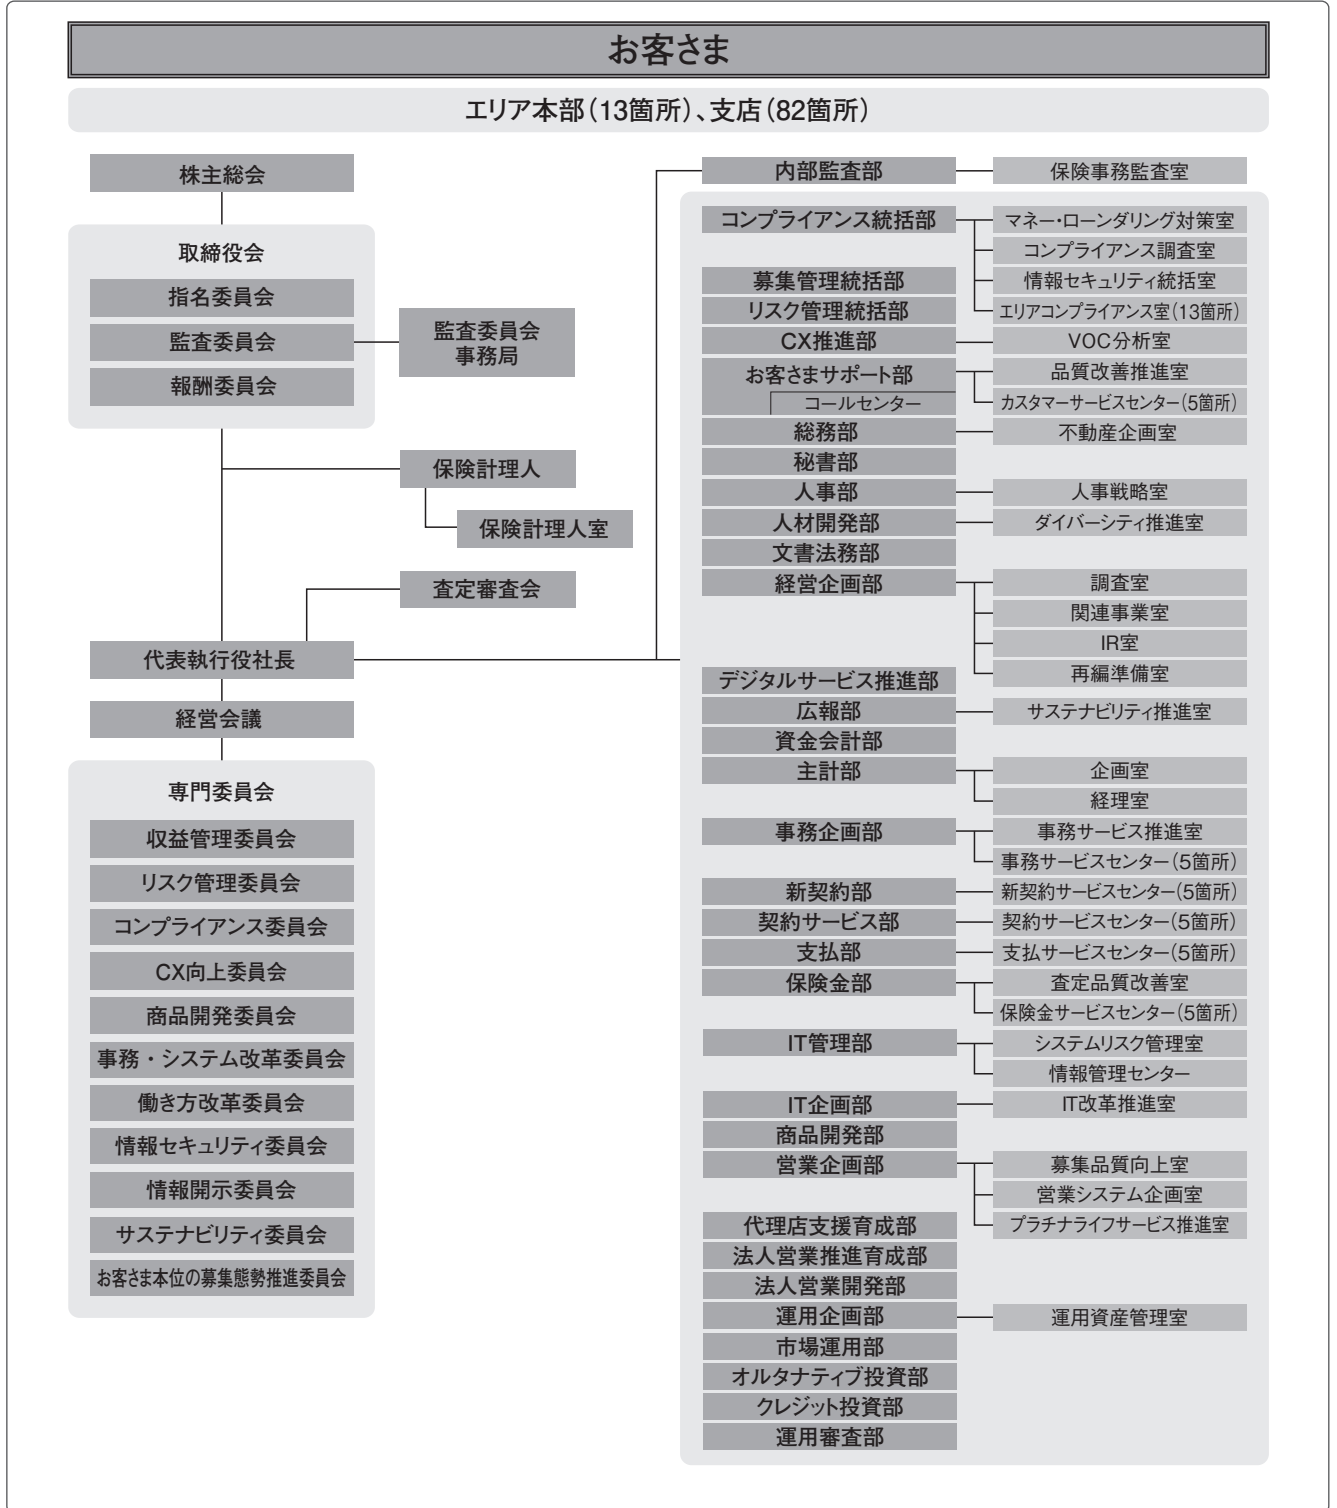 お客さま
エリア本部（13箇所）、支店（82箇所）
株主総会
取締役会
指名委員会
監査委員会
報酬委員会
監査委員会
事務局
保険計理人
保険計理人室
査定審査会
代表執行役社長
経営会議
専門委員会
収益管理委員会
リスク管理委員会
コンプライアンス委員会
CX向上委員会
商品開発委員会
事務・システム改革委員会
働き方改革委員会
情報セキュリティ委員会
情報開示委員会
サステナビリティ委員会
お客さま本位の募集態勢推進委員会
内部監査部
保険事務監査室
コンプライアンス統括部
マネー・ローンダリング対策室
コンプライアンス調査室
募集管理統括部
情報セキュリティ統括室
リスク管理統括部
エリアコンプライアンス室（13箇所）
CX推進部
VOC分析室
お客さまサポート部
品質改善推進室
コールセンター
カスタマーサービスセンター（5箇所）
総務部
不動産企画室
秘書部
人事部
人事戦略室
人材開発部
ダイバーシティ推進室
文書法務部
経営企画部
調査室
関連事業室
IR室
再編準備室
デジタルサービス推進部
広報部
サステナビリティ推進室
資金会計部
主計部
企画室
経理室
事務企画部
事務サービス推進室
事務サービスセンター（5箇所）
新契約部
新契約サービスセンター（5箇所）
契約サービス部
契約サービスセンター（5箇所）
支払部
支払サービスセンター（5箇所）
保険金部
査定品質改善室
保険金サービスセンター（5箇所）
IT管理部
システムリスク管理室
情報管理センター
IT企画部
IT改革推進室
商品開発部
営業企画部
募集品質向上室
営業システム企画室
プラチナライフサービス推進室
代理店支援育成部
法人営業推進育成部
法人営業開発部
運用企画部
運用資産管理室
市場運用部
オルタナティブ投資部
クレジット投資部
運用審査部